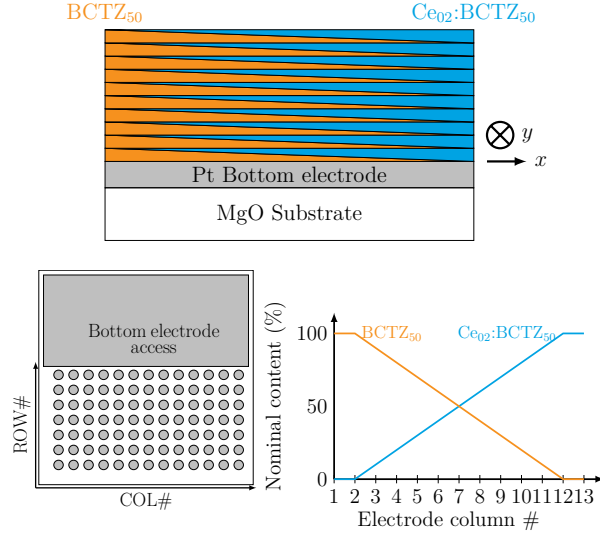 BCTZ₅₀ Ce₀₂:BCTZ₅₀
y
x
Pt Bottom electrode
MgO Substrate
Bottom electrode
access
ROW#
COL#
Nominal content (%)
100
50
0
BCTZ₅₀ Ce₀₂:BCTZ₅₀
1 2 3 4 5 6 7 8 9 10 11 12 13
Electrode column #